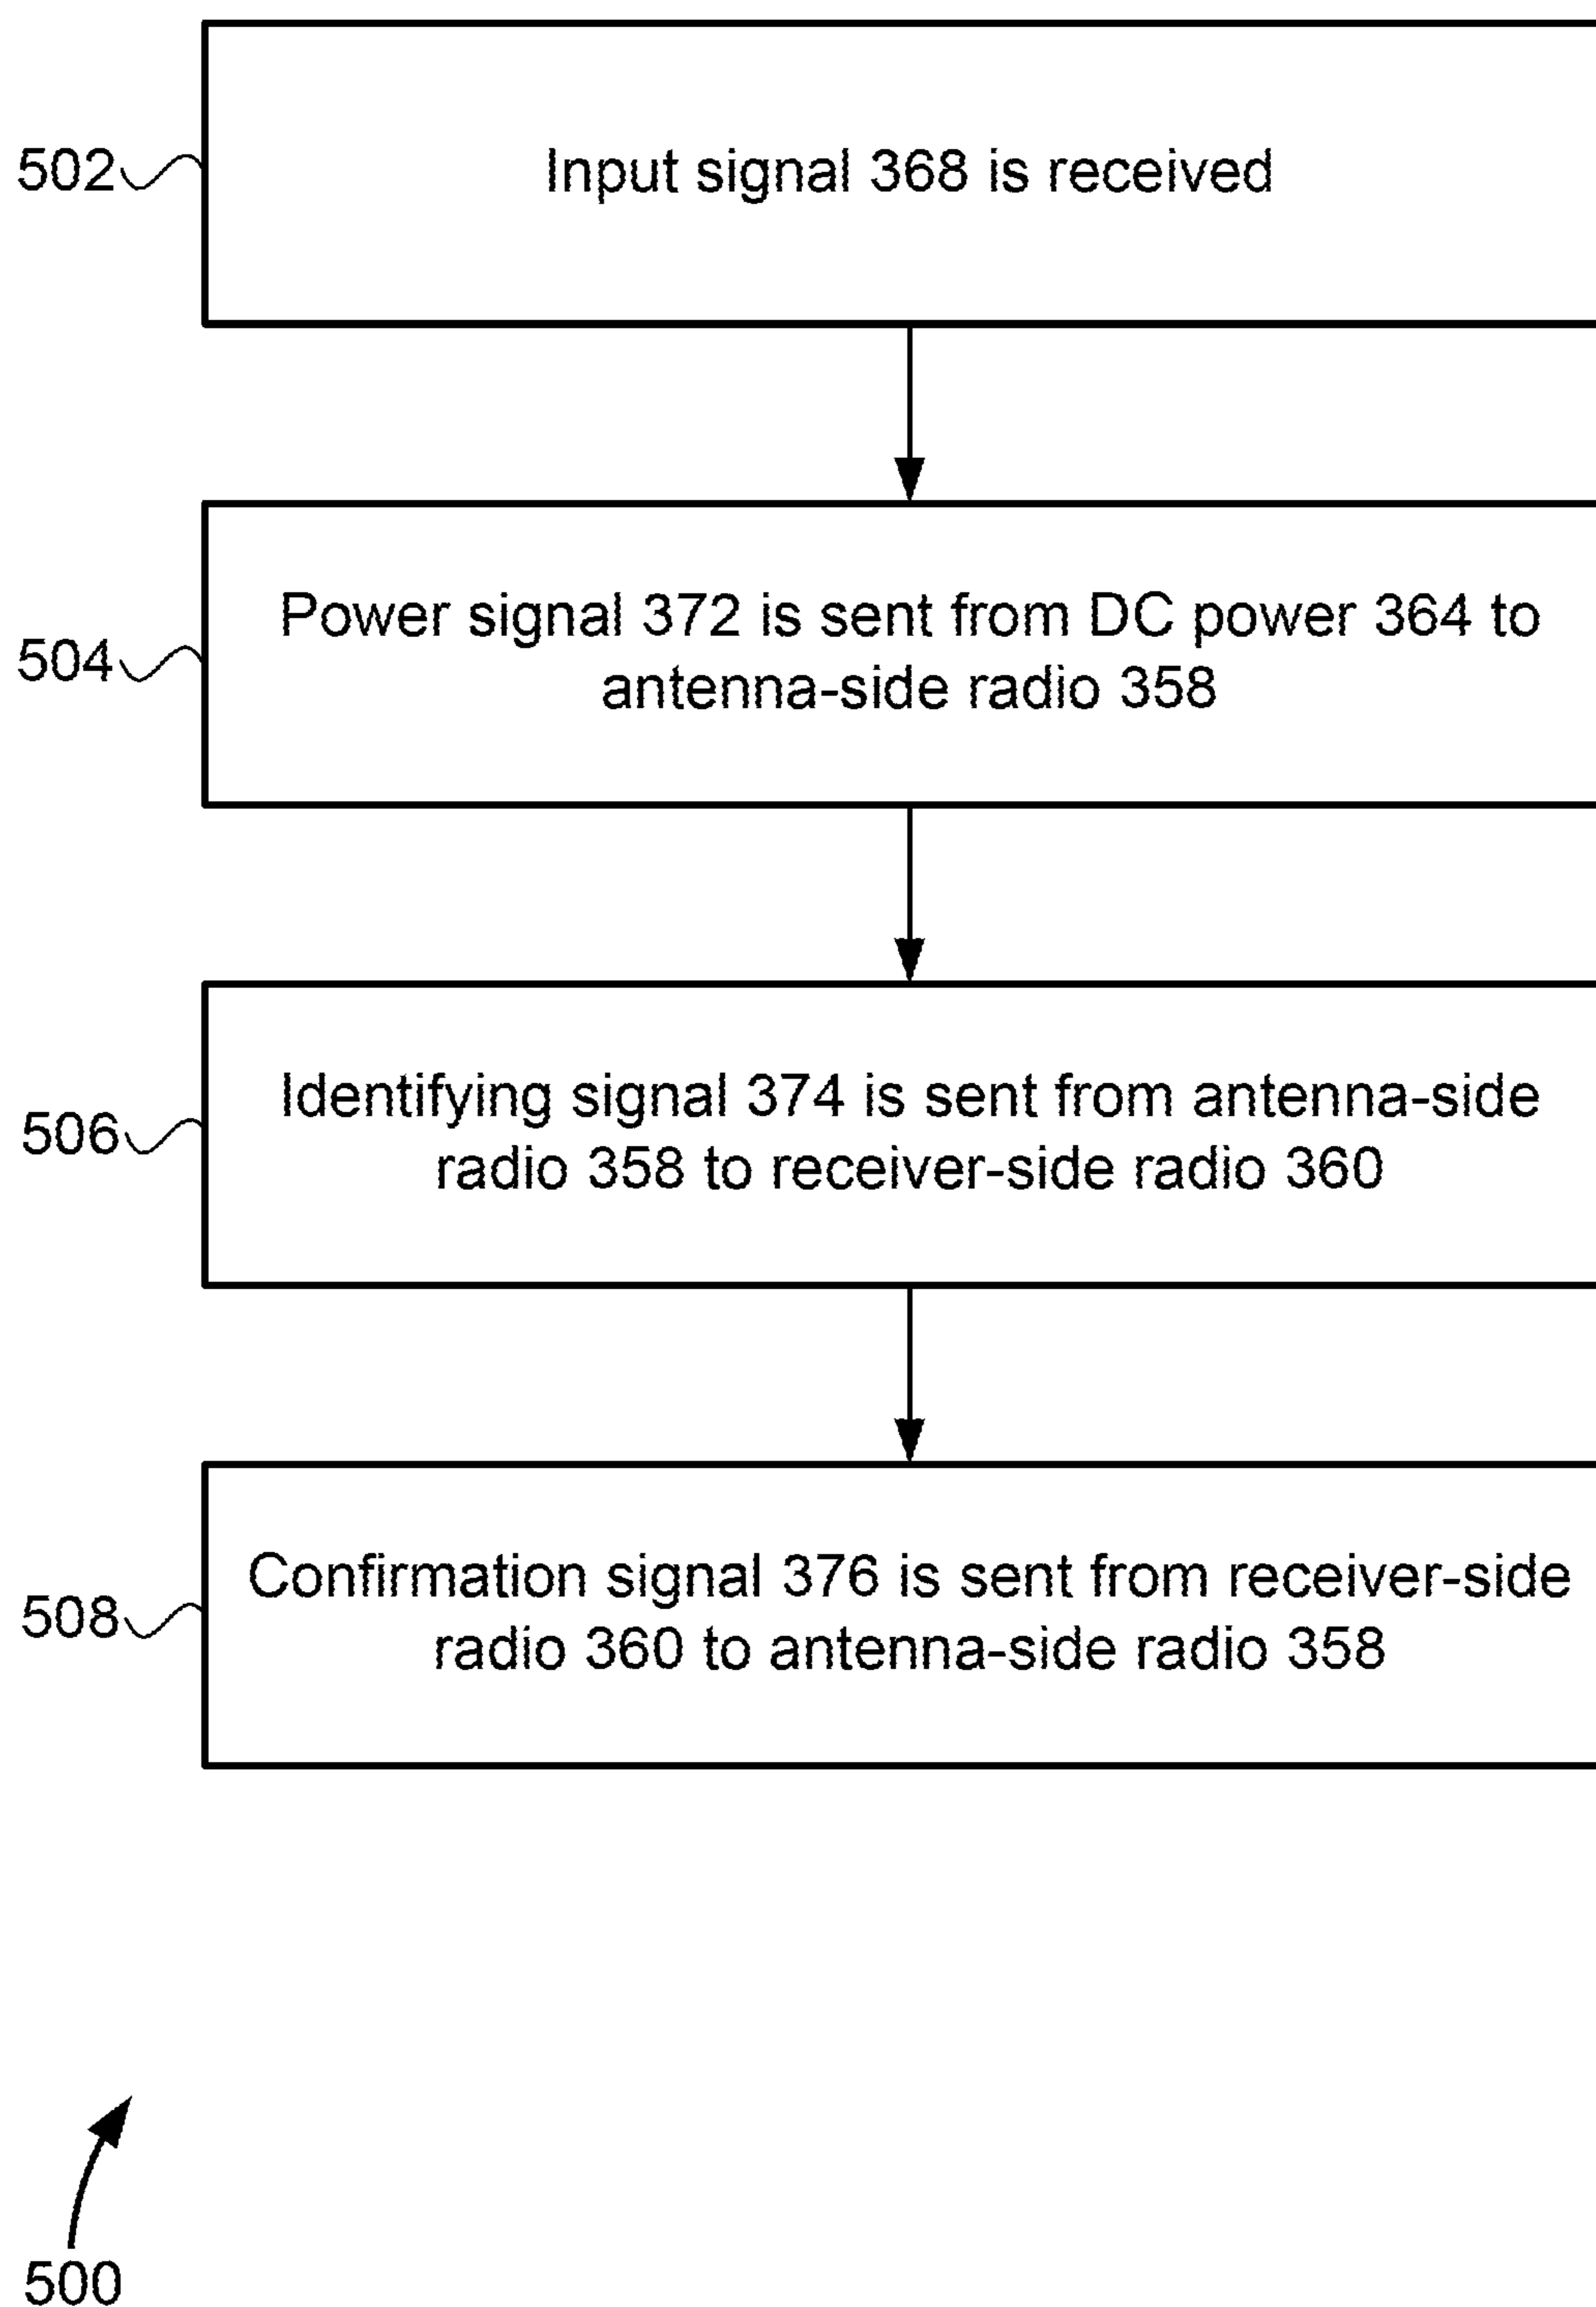 502
Input signal 368 is received
504
Power signal 372 is sent from DC power 364 to
antenna-side radio 358
506
Identifying signal 374 is sent from antenna-side
radio 358 to receiver-side radio 360
508
Confirmation signal 376 is sent from receiver-side
radio 360 to antenna-side radio 358
500